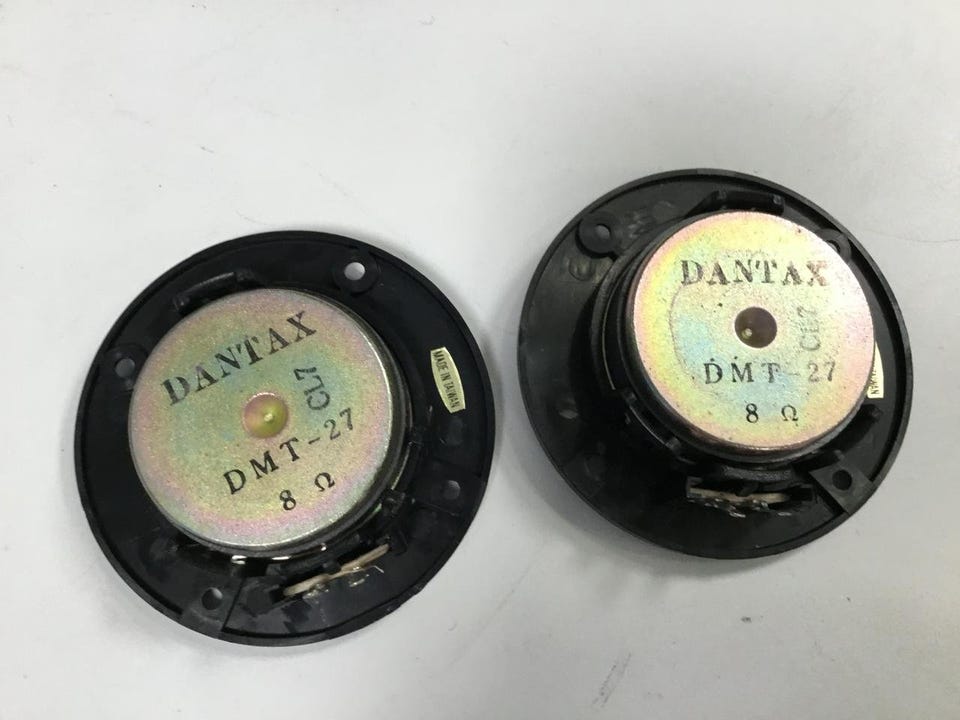 DANTAX
CL7
DMT-27
8 Ω
MADE IN TAIWAN
DANTAX
CL7
DMT-27
8 Ω